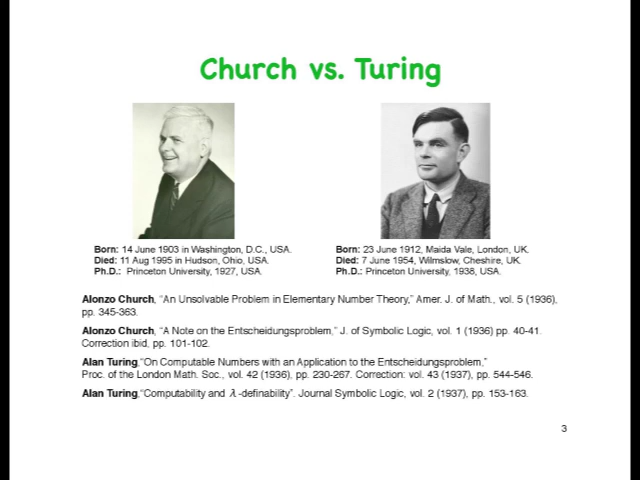 Church vs. Turing
Born: 14 June 1903 in Washington, D.C., USA.
Died: 11 Aug 1995 in Hudson, Ohio, USA.
Ph.D.: Princeton University, 1927, USA.
Born: 23 June 1912, Maida Vale, London, UK.
Died: 7 June 1954, Wilmslow, Cheshire, UK.
Ph.D.: Princeton University, 1938, USA.
Alonzo Church, “An Unsolvable Problem in Elementary Number Theory,” Amer. J. of Math., vol. 5 (1936),
pp. 345-363.
Alonzo Church, “A Note on the Entscheidungsproblem,” J. of Symbolic Logic, vol. 1 (1936) pp. 40-41.
Correction ibid, pp. 101-102.
Alan Turing,“On Computable Numbers with an Application to the Entscheidungsproblem,”
Proc. of the London Math. Soc., vol. 42 (1936), pp. 230-267. Correction: vol. 43 (1937), pp. 544-546.
Alan Turing,“Computability and λ -definability”. Journal Symbolic Logic, vol. 2 (1937), pp. 153-163.
3